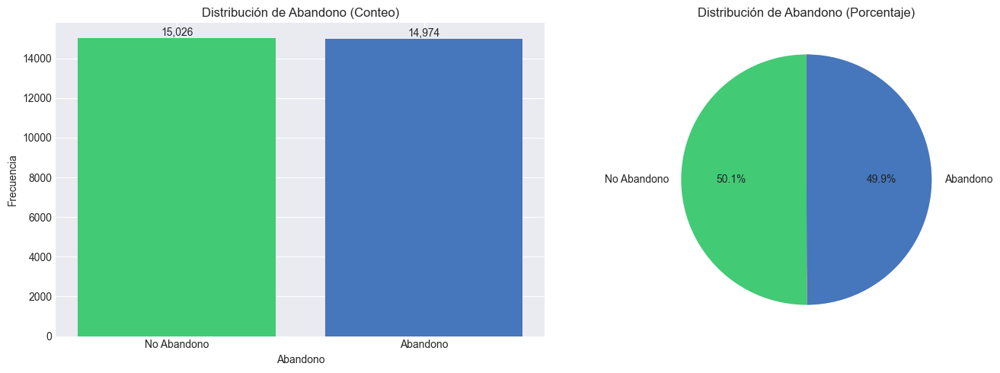 Distribución de Abandono (Conteo)
15,026
14,974
14000
12000
10000
8000
6000
4000
2000
0
Frecuencia
No Abandono
Abandono
Abandono
Distribución de Abandono (Porcentaje)
No Abandono
50.1%
49.9%
Abandono